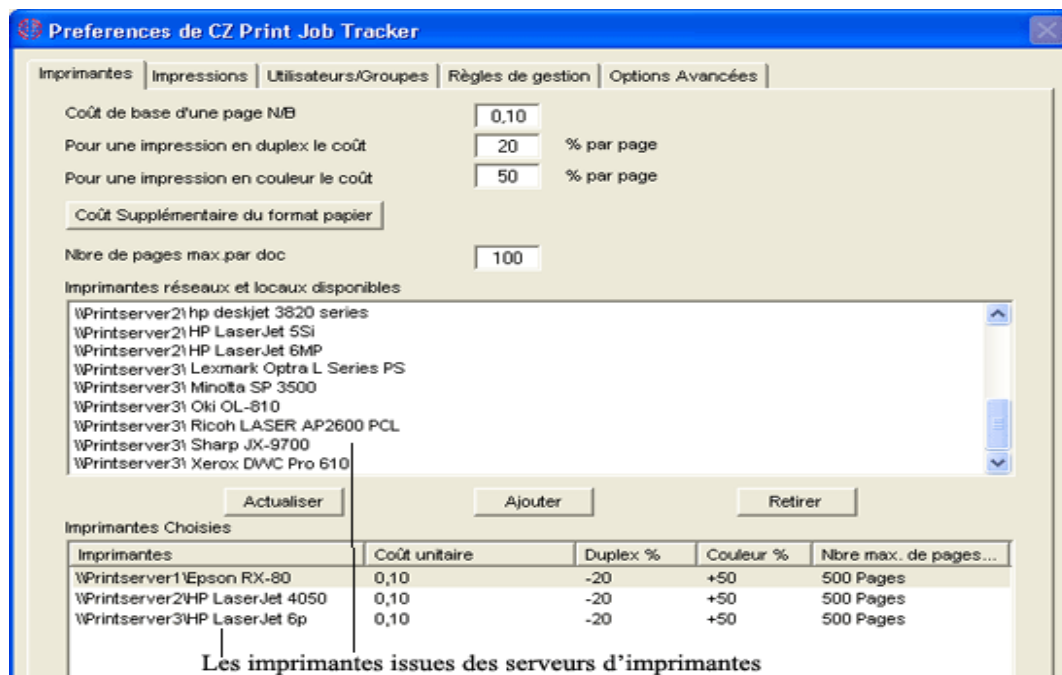 Preferences de CZ Print Job Tracker
Imprimantes Impressions Utilisateurs/Groupes Règles de gestion Options Avancées
Coût de base d'une page N/B 0,10
Pour une impression en duplex le coût 20 % par page
Pour une impression en couleur le coût 50 % par page
Coût Supplémentaire du format papier
Nbre de pages max.par doc 100
Imprimantes réseaux et locaux disponibles
\\Printserver2\hp deskjet 3820 series
\\Printserver2\HP LaserJet 5Si
\\Printserver2\HP LaserJet 6MP
\\Printserver3\ Lexmark Optra L Series PS
\\Printserver3\ Minolta SP 3500
\\Printserver3\ Oki OL-810
\\Printserver3\ Ricoh LASER AP2600 PCL
\\Printserver3\ Sharp JX-9700
\\Printserver3\ Xerox DWC Pro 610
Actualiser Ajouter Retirer
Imprimantes Choisies
Imprimantes Coût unitaire Duplex % Couleur % Nbre max. de pages...
\\Printserver1\Epson RX-80 0,10 -20 +50 500 Pages
\\Printserver2\HP LaserJet 4050 0,10 -20 +50 500 Pages
\\Printserver3\HP LaserJet 6p 0,10 -20 +50 500 Pages
Les imprimantes issues des serveurs d'imprimantes